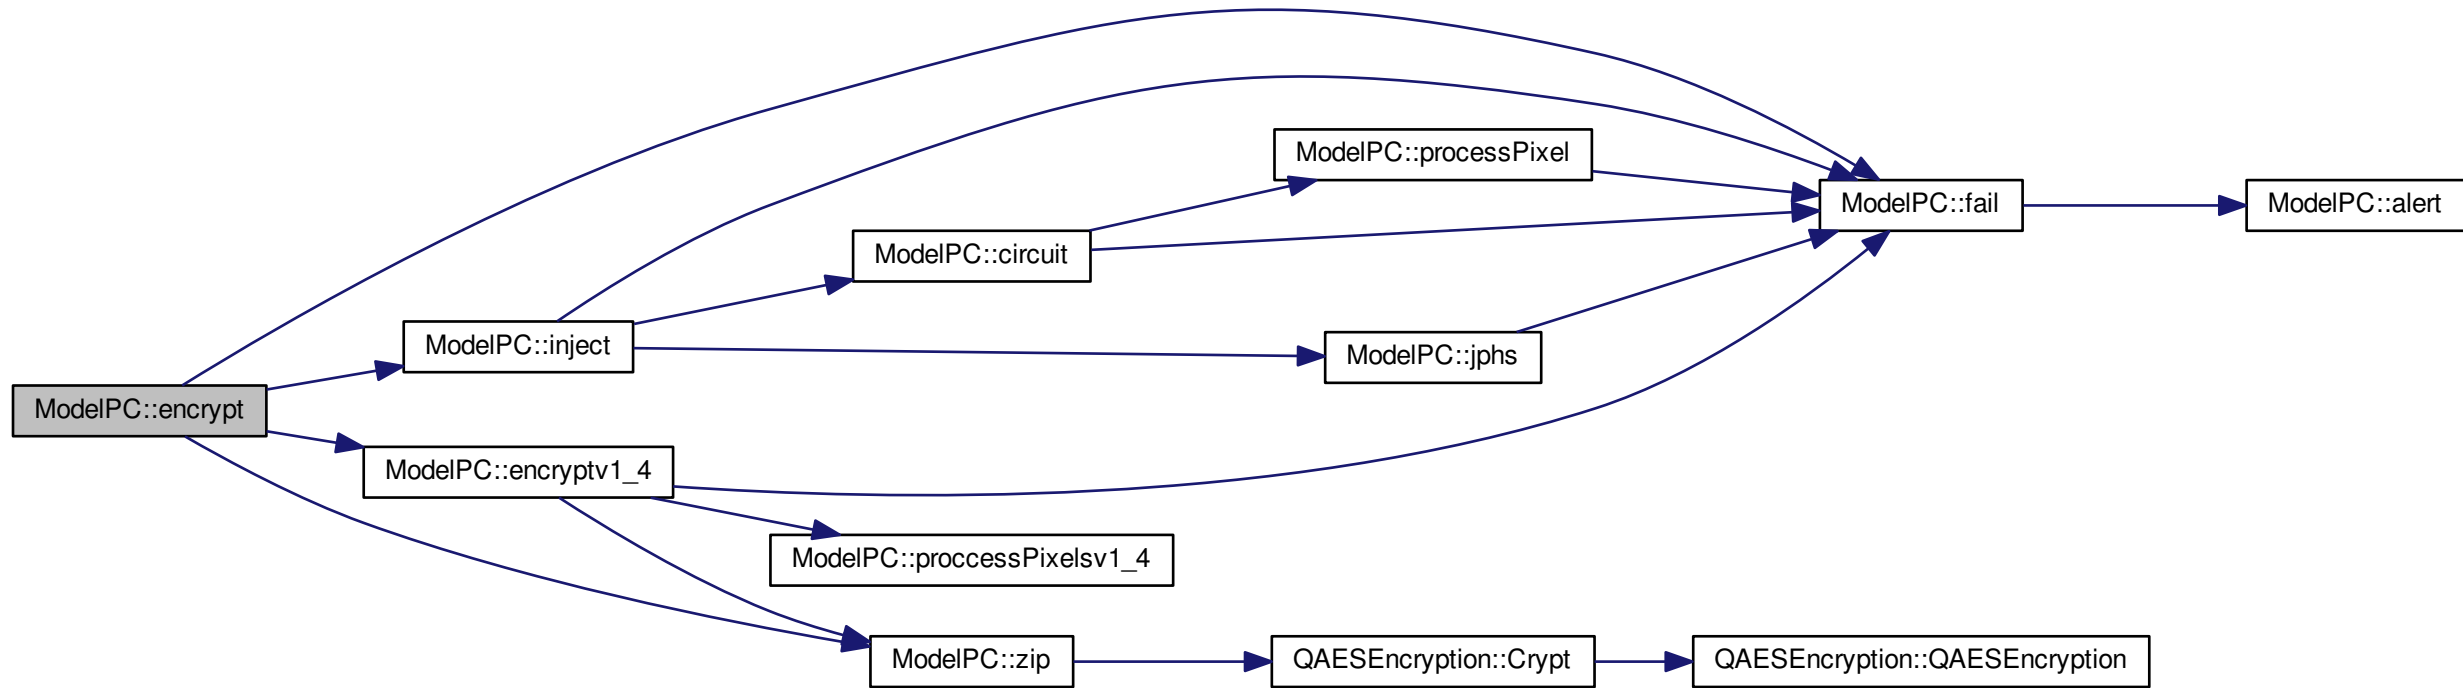 ModelPC::processPixel
ModelPC::fail
ModelPC::alert
ModelPC::circuit
ModelPC::inject
ModelPC::jphs
ModelPC::encrypt
ModelPC::encryptv1_4
ModelPC::proccessPixelsv1_4
ModelPC::zip
QAESEncryption::Crypt
QAESEncryption::QAESEncryption